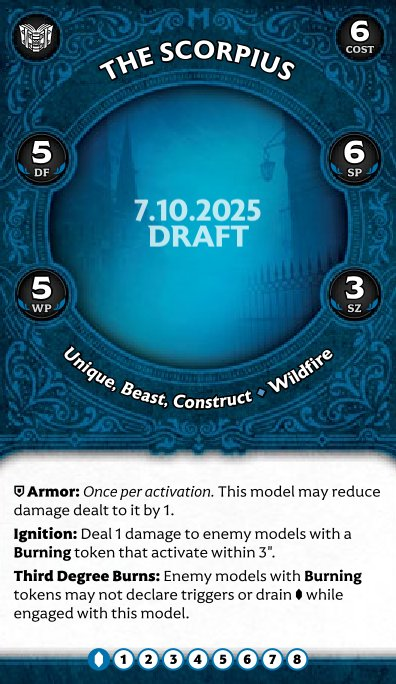 6
COST
THE SCORPIUS
5
DF
6
SP
7.10.2025
DRAFT
5
WP
3
SZ
Unique, Beast, Construct ◆ Wildfire
Armor: Once per activation. This model may reduce
damage dealt to it by 1.
Ignition: Deal 1 damage to enemy models with a
Burning token that activate within 3".
Third Degree Burns: Enemy models with Burning
tokens may not declare triggers or drain while
engaged with this model.
1 2 3 4 5 6 7 8